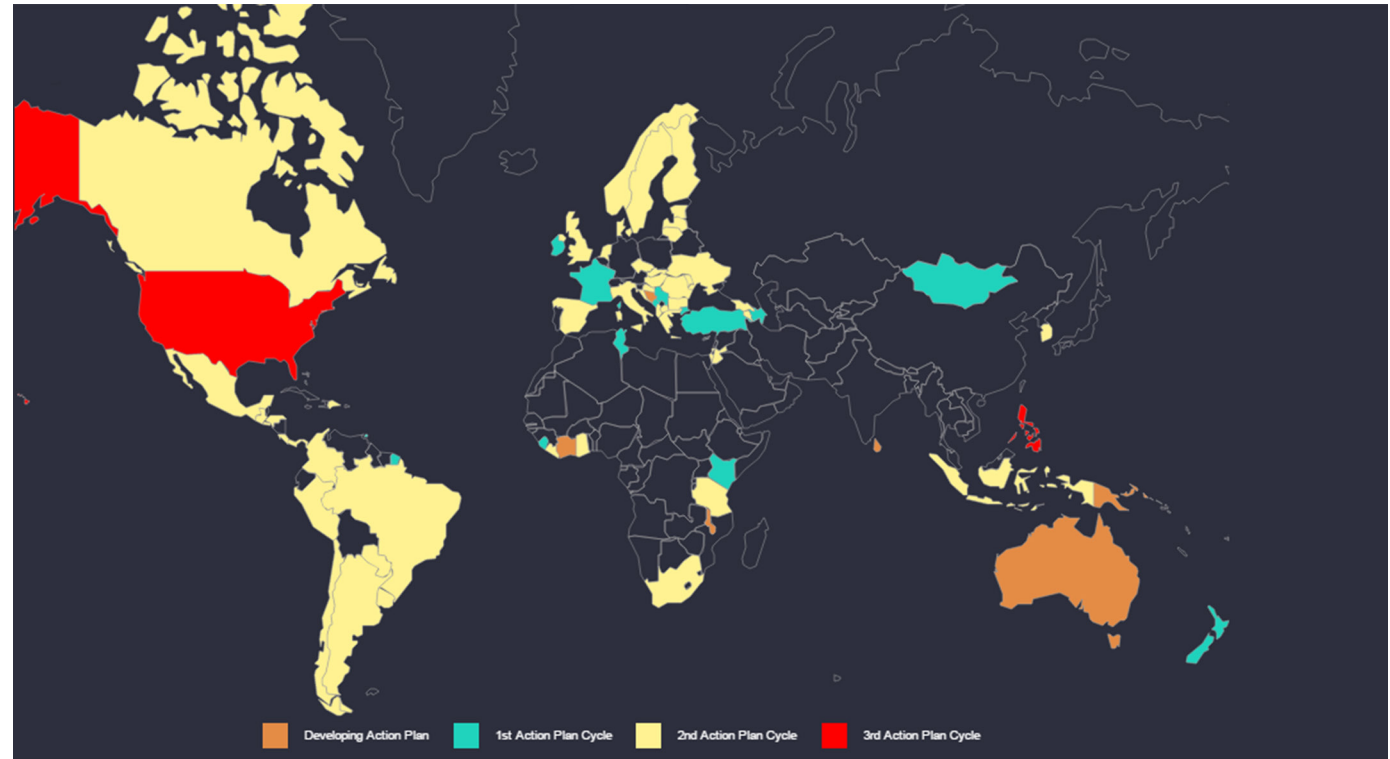 Developing Action Plan
1st Action Plan Cycle
2nd Action Plan Cycle
3rd Action Plan Cycle